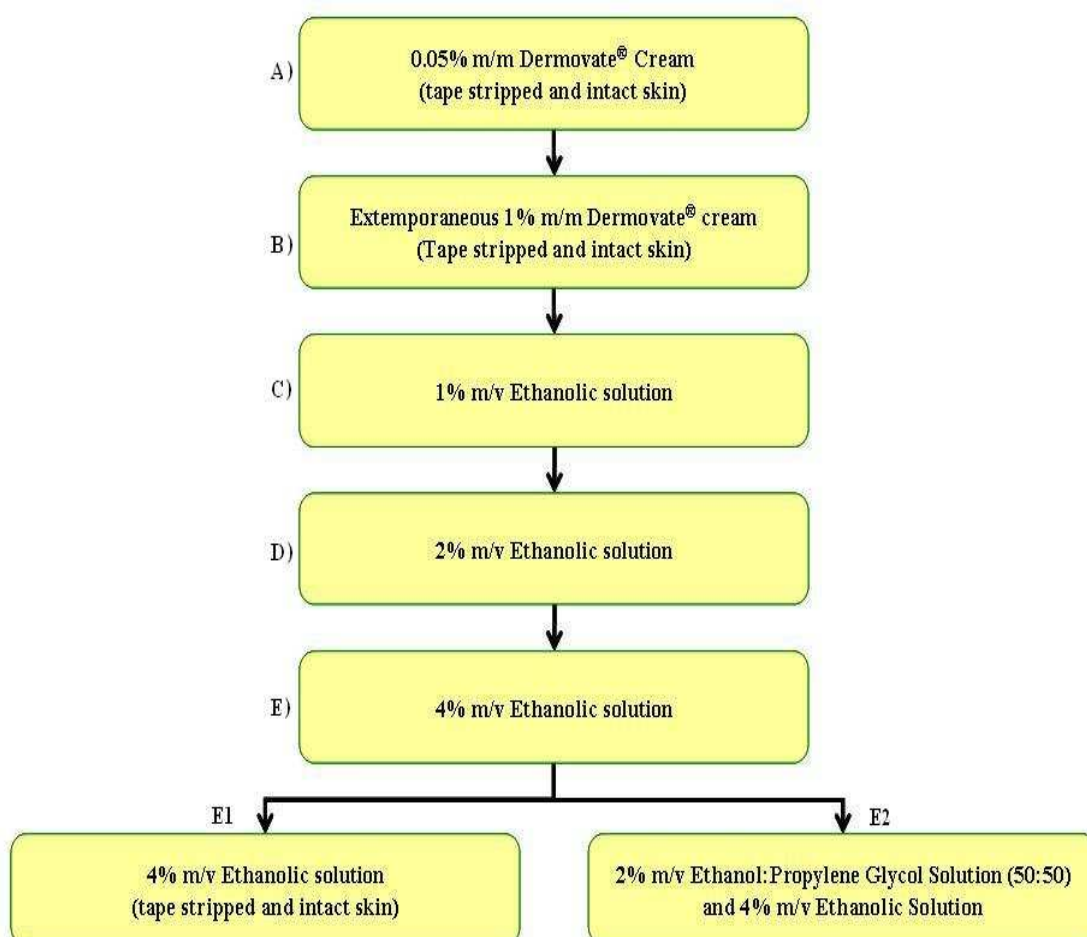 A)
0.05% m/m Dermovate® Cream
(tape stripped and intact skin)
B)
Extemporaneous 1% m/m Dermovate® cream
(Tape stripped and intact skin)
C)
1% m/v Ethanolic solution
D)
2% m/v Ethanolic solution
E)
4% m/v Ethanolic solution
E1
E2
4% m/v Ethanolic solution
(tape stripped and intact skin)
2% m/v Ethanol:Propylene Glycol Solution (50:50)
and 4% m/v Ethanolic Solution